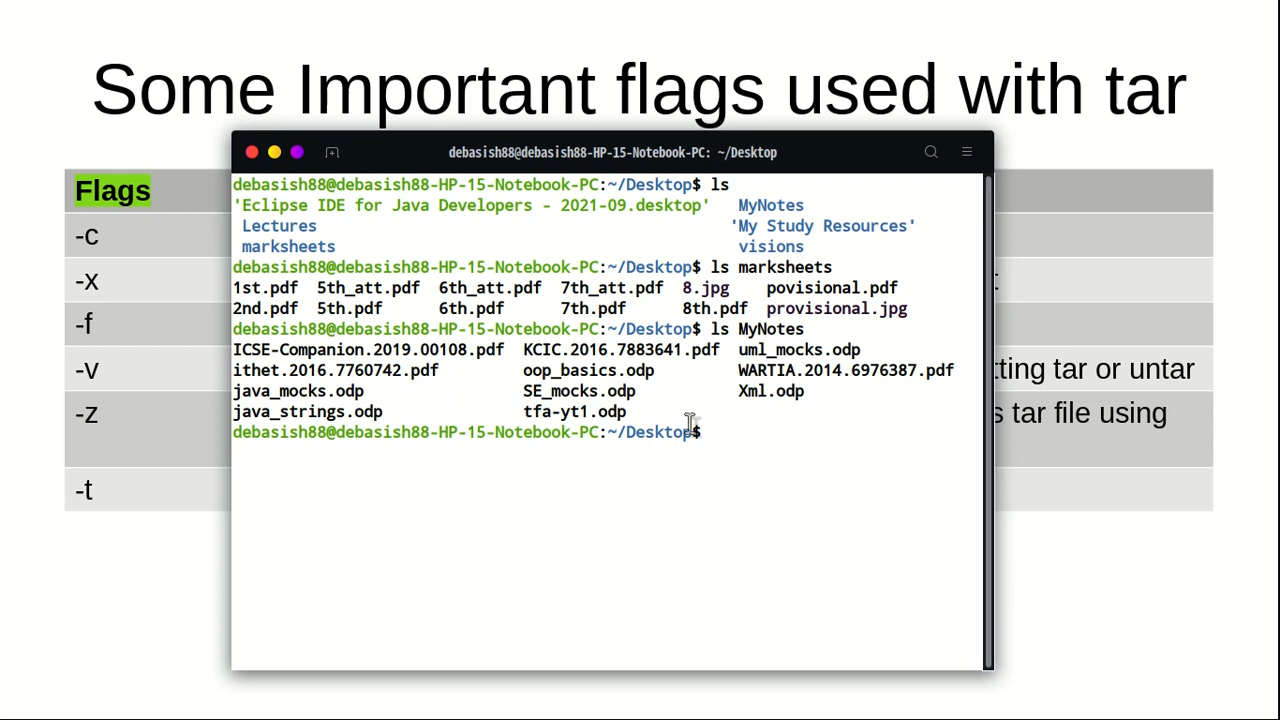 Some Important flags used with tar
debasish88@debasish88-HP-15-Notebook-PC: ~/Desktop
Flags
-c
-x
-f
-v
tting tar or untar
-z
s tar file using
-t
debasish88@debasish88-HP-15-Notebook-PC:~/Desktop$ ls
'Eclipse IDE for Java Developers - 2021-09.desktop' MyNotes
Lectures 'My Study Resources'
marksheets visions
debasish88@debasish88-HP-15-Notebook-PC:~/Desktop$ ls marksheets
1st.pdf 5th_att.pdf 6th_att.pdf 7th_att.pdf 8.jpg povisional.pdf
2nd.pdf 5th.pdf 6th.pdf 7th.pdf 8th.pdf provisional.jpg
debasish88@debasish88-HP-15-Notebook-PC:~/Desktop$ ls MyNotes
ICSE-Companion.2019.00108.pdf KCIC.2016.7883641.pdf uml_mocks.odp
ithet.2016.7760742.pdf oop_basics.odp WARTIA.2014.6976387.pdf
java_mocks.odp SE_mocks.odp Xml.odp
java_strings.odp tfa-yt1.odp
debasish88@debasish88-HP-15-Notebook-PC:~/Desktop$